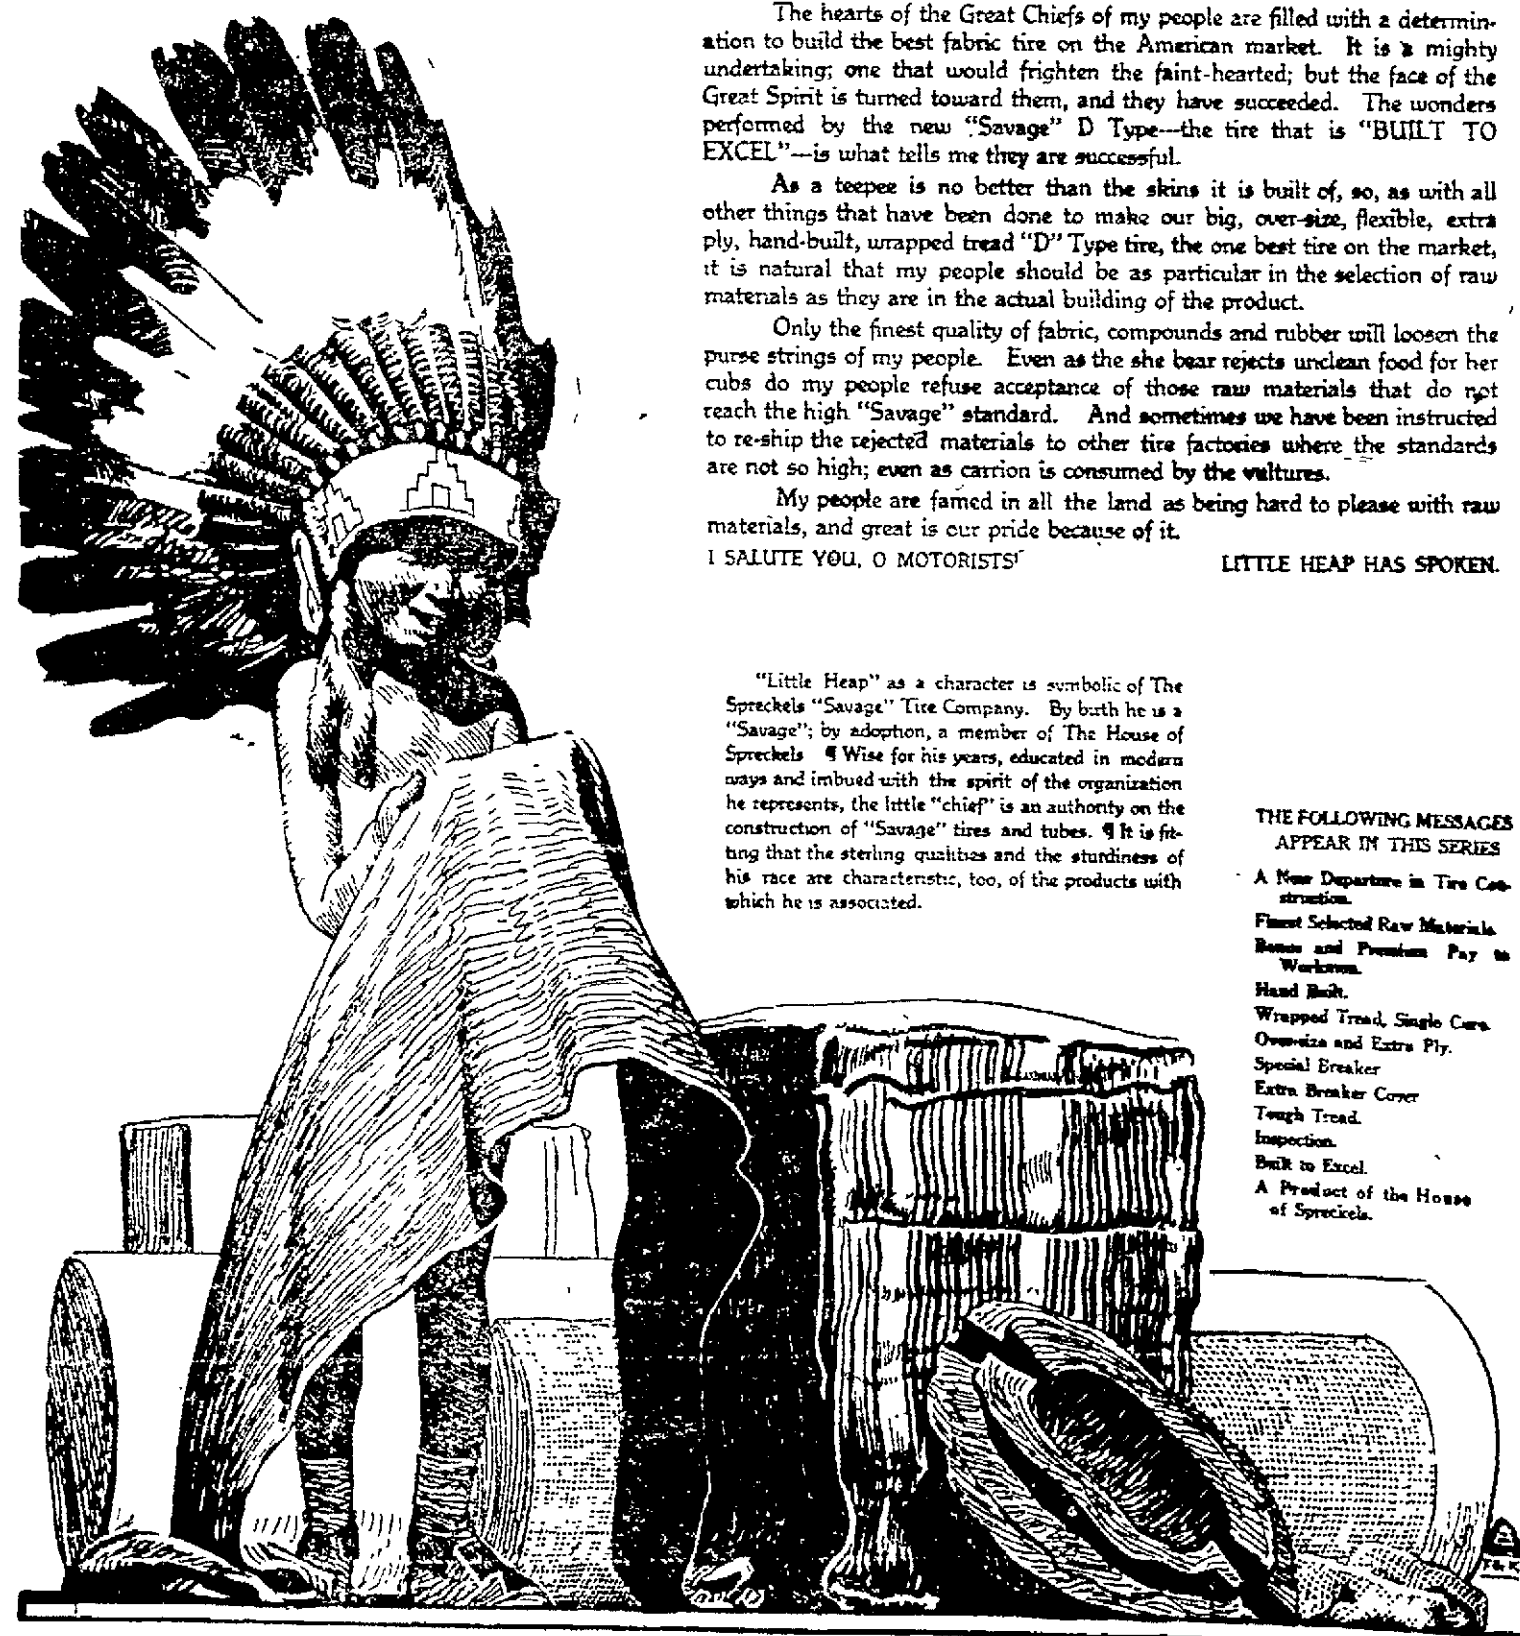 The hearts of the Great Chiefs of my people are filled with a determin-
ation to build the best fabric tire on the American market. It is a mighty
undertaking; one that would frighten the faint-hearted; but the face of the
Great Spirit is turned toward them, and they have succeeded. The wonders
performed by the new "Savage" D Type---the tire that is "BUILT TO
EXCEL"---is what tells me they are successful.
As a teepee is no better than the skins it is built of, so, as with all
other things that have been done to make our big, over-size, flexible, extra
ply, hand-built, wrapped tread "D" Type tire, the one best tire on the market,
it is natural that my people should be as particular in the selection of raw
materials as they are in the actual building of the product.
Only the finest quality of fabric, compounds and rubber will loosen the
purse strings of my people. Even as the she bear rejects unclean food for her
cubs do my people refuse acceptance of those raw materials that do not
reach the high "Savage" standard. And sometimes we have been instructed
to re-ship the rejected materials to other tire factories where the standards
are not so high; even as carrion is consumed by the vultures.
My people are famed in all the land as being hard to please with raw
materials, and great is our pride because of it.
I SALUTE YOU, O MOTORISTS! LITTLE HEAP HAS SPOKEN.
"Little Heap" as a character is symbolic of The
Spreckels "Savage" Tire Company. By birth he is a
"Savage"; by adoption, a member of The House of
Spreckels ¶ Wise for his years, educated in modern
ways and imbued with the spirit of the organization
he represents, the little "chief" is an authority on the
construction of "Savage" tires and tubes. ¶ It is fit-
ting that the sterling qualities and the sturdiness of
his race are characteristic, too, of the products with
which he is associated.
THE FOLLOWING MESSAGES
APPEAR IN THIS SERIES
A New Departure in Tire Con-
struction.
Finest Selected Raw Materials.
Bonus and Premium Pay to
Workmen.
Hand Built.
Wrapped Tread, Single Cure.
Over-size and Extra Ply.
Special Breaker
Extra Breaker Cover
Tough Tread.
Inspection.
Built to Excel.
A Product of the House
of Spreckels.